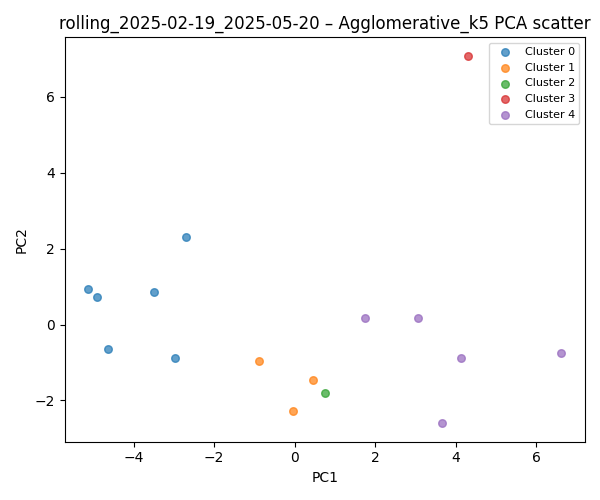 rolling_2025-02-19_2025-05-20 – Agglomerative_k5 PCA scatter
Cluster 0
Cluster 1
Cluster 2
Cluster 3
Cluster 4
PC2
6
4
2
0
−2
−4
−2
0
2
4
6
PC1